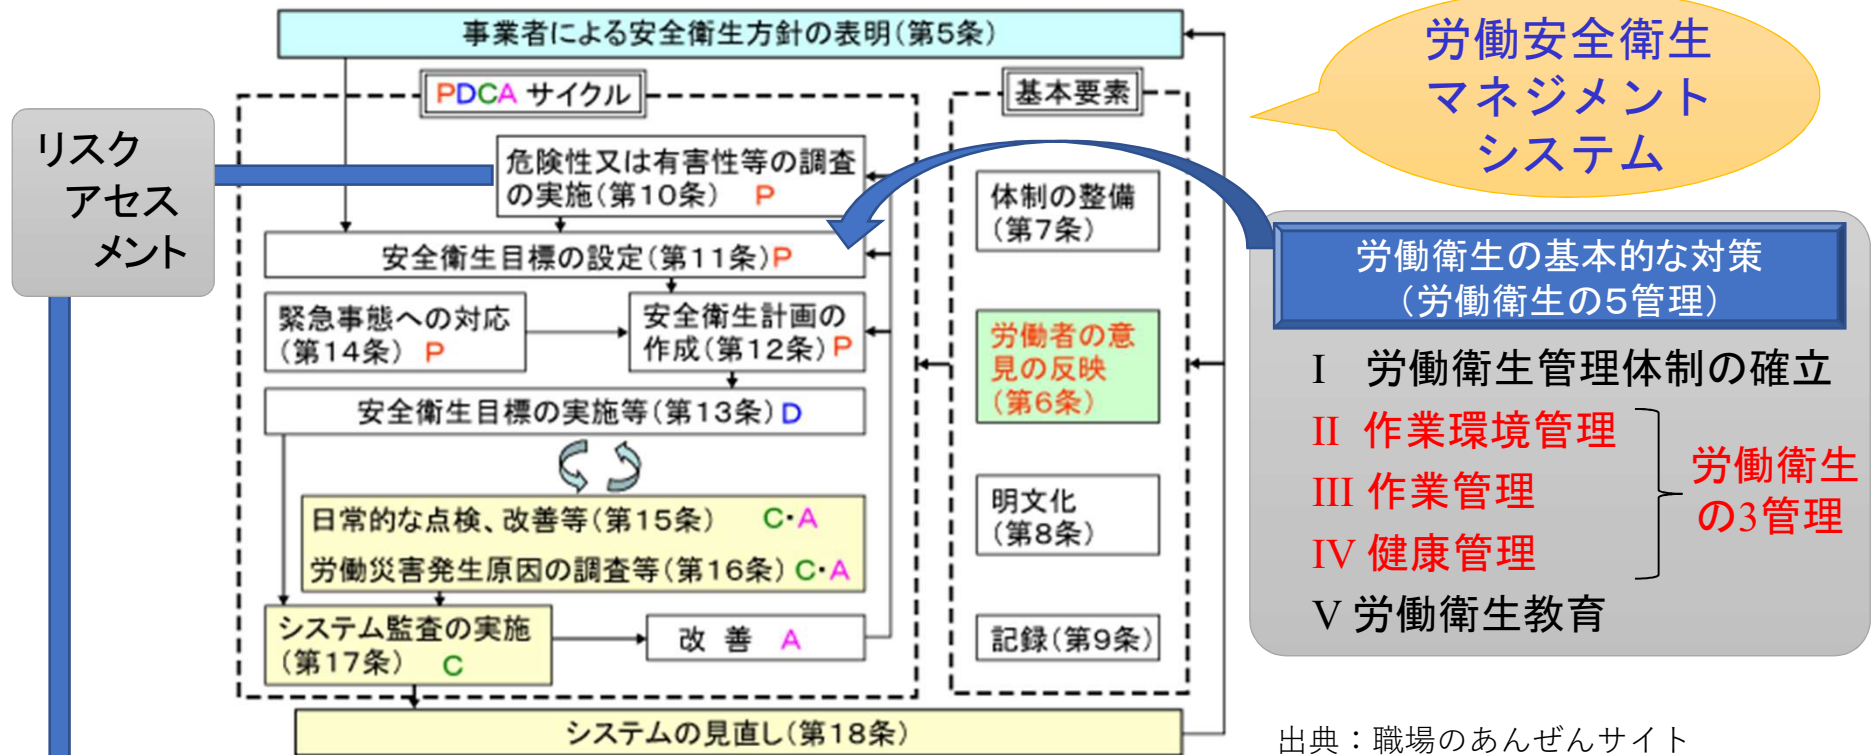 事業者による安全衛生方針の表明(第5条)
PDCA サイクル
基本要素
労働安全衛生
マネジメント
システム
リスク
アセス
メント
危険性又は有害性等の調査
の実施(第10条) P
安全衛生目標の設定(第11条)P
緊急事態への対応
(第14条) P
安全衛生計画の
作成(第12条)P
安全衛生目標の実施等(第13条)D
日常的な点検、改善等(第15条) C・A
労働災害発生原因の調査等(第16条)C・A
システム監査の実施
(第17条) C
改 善 A
体制の整備
(第7条)
労働者の意
見の反映
(第6条)
明文化
(第8条)
記録(第9条)
システムの見直し(第18条)
労働衛生の基本的な対策
(労働衛生の5管理)
I 労働衛生管理体制の確立
II 作業環境管理
III 作業管理
IV 健康管理
V 労働衛生教育
労働衛生
の3管理
出典：職場のあんぜんサイト